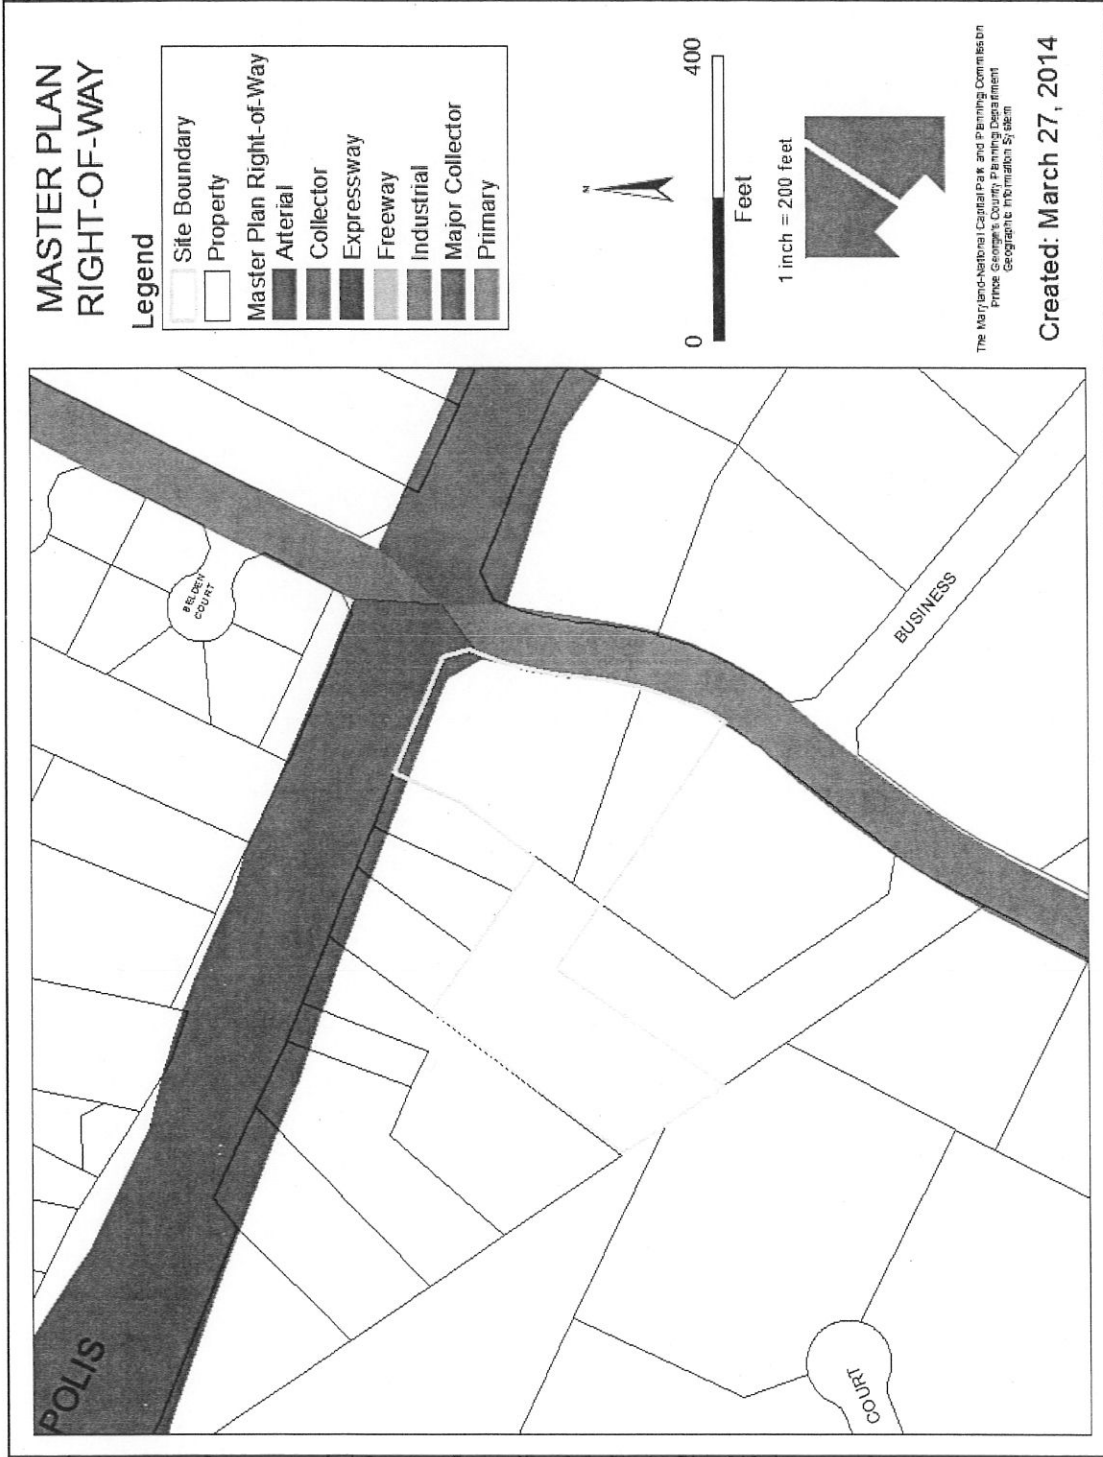 MASTER PLAN
RIGHT-OF-WAY
Legend
Site Boundary
Property
Master Plan Right-of-Way
Arterial
Collector
Expressway
Freeway
Industrial
Major Collector
Primary
N
0
400
Feet
1 inch = 200 feet
The Maryland-National Capital Park and Planning Commission
Prince George's County Planning Department
Geographic Information System
Created: March 27, 2014
POLIS
BELDEN
COURT
BUSINESS
COURT